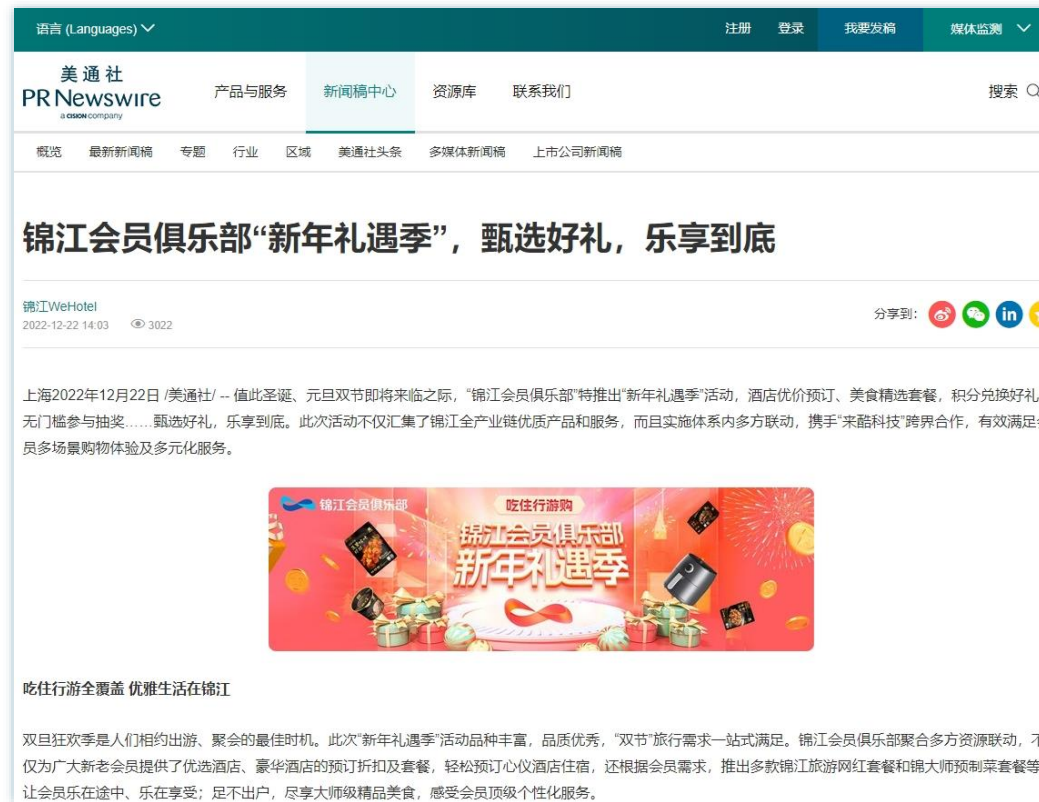 语言 (Languages)
注册
登录
我要发稿
媒体监测
美通社
PR Newswire
a CISION company
产品与服务
新闻稿中心
资源库
联系我们
搜索
概览
最新新闻稿
专题
行业
区域
美通社头条
多媒体新闻稿
上市公司新闻稿
锦江会员俱乐部“新年礼遇季”，甄选好礼，乐享到底
锦江WeHotel
2022-12-22 14:03
3022
分享到:
上海2022年12月22日 /美通社/ -- 值此圣诞、元旦双节即将来临之际，“锦江会员俱乐部”特推出“新年礼遇季”活动，酒店优价预订、美食精选套餐，积分兑换好礼
无门槛参与抽奖……甄选好礼，乐享到底。此次活动不仅汇集了锦江全产业链优质产品和服务，而且实施体系内多方联动，携手“来酷科技”跨界合作，有效满足
员多场景购物体验及多元化服务。
锦江会员俱乐部
吃住行游购
锦江会员俱乐部
新年礼遇季
吃住行游全覆盖 优雅生活在锦江
双旦狂欢季是人们相约出游、聚会的最佳时机。此次“新年礼遇季”活动品种丰富，品质优秀，“双节”旅行需求一站式满足。锦江会员俱乐部聚合多方资源联动，不
仅为广大新老会员提供了优选酒店、豪华酒店的预订折扣及套餐，轻松预订心仪酒店住宿，还根据会员需求，推出多款锦江旅游网红套餐和锦大师预制菜套餐等
让会员乐在途中、乐在享受；足不出户，尽享大师级精品美食，感受会员顶级个性化服务。